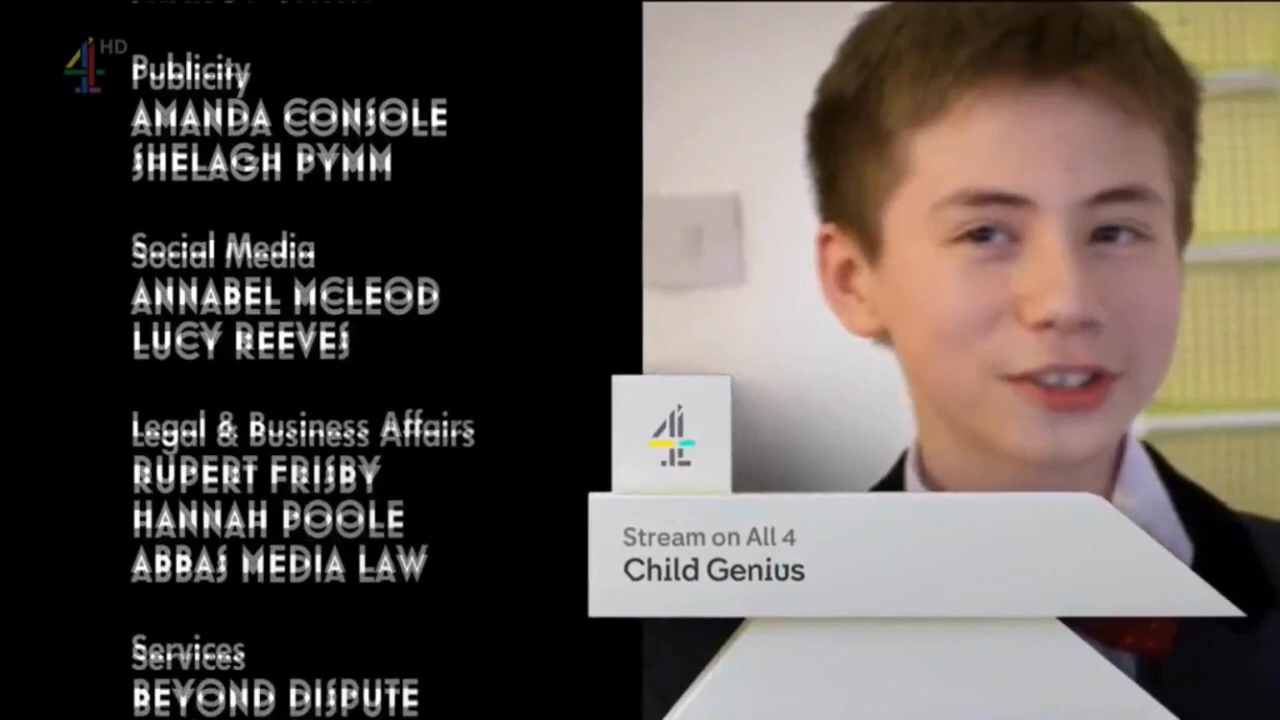 HD
Publicity
AMANDA CONSOLE
SHELAGH PYMM
Social Media
ANNABEL MCLEOD
LUCY REEVES
Legal & Business Affairs
RUPERT FRISBY
HANNAH POOLE
ABBAS MEDIA LAW
Services
BEYOND DISPUTE
Stream on All 4
Child Genius